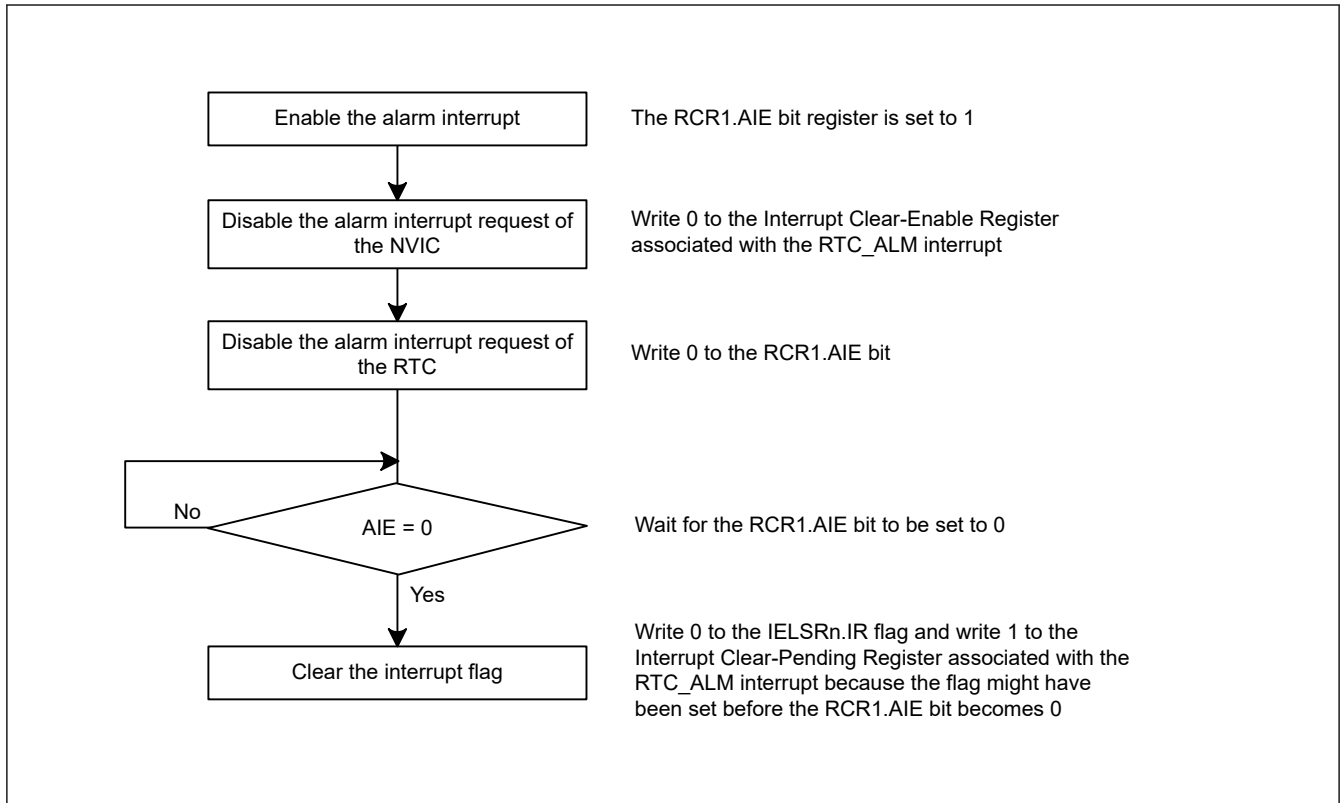 Enable the alarm interrupt
The RCR1.AIE bit register is set to 1
Disable the alarm interrupt request of
the NVIC
Write 0 to the Interrupt Clear-Enable Register
associated with the RTC_ALM interrupt
Disable the alarm interrupt request of
the RTC
Write 0 to the RCR1.AIE bit
No
AIE = 0
Wait for the RCR1.AIE bit to be set to 0
Yes
Clear the interrupt flag
Write 0 to the IELSRn.IR flag and write 1 to the
Interrupt Clear-Pending Register associated with the
RTC_ALM interrupt because the flag might have
been set before the RCR1.AIE bit becomes 0